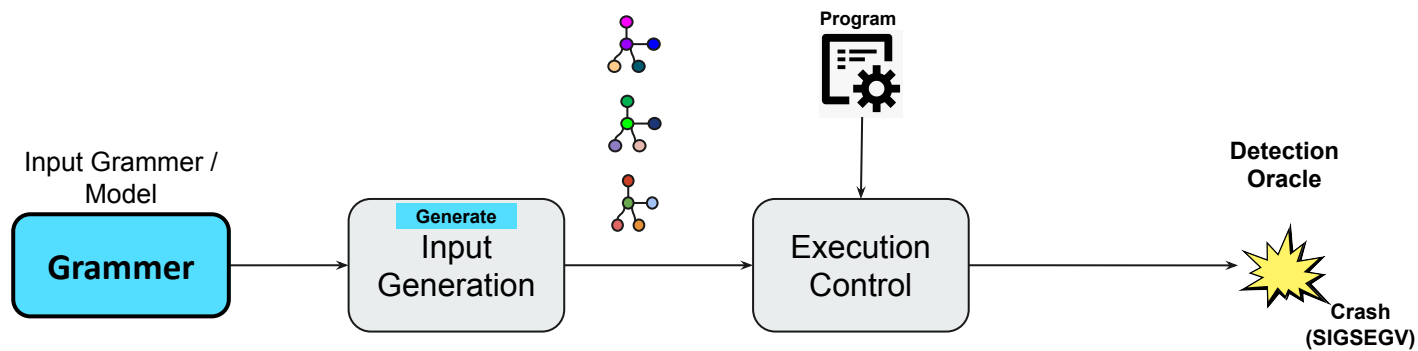 Program
Input Grammer /
Model
Grammer
Generate
Input
Generation
Execution
Control
Detection
Oracle
Crash
(SIGSEGV)